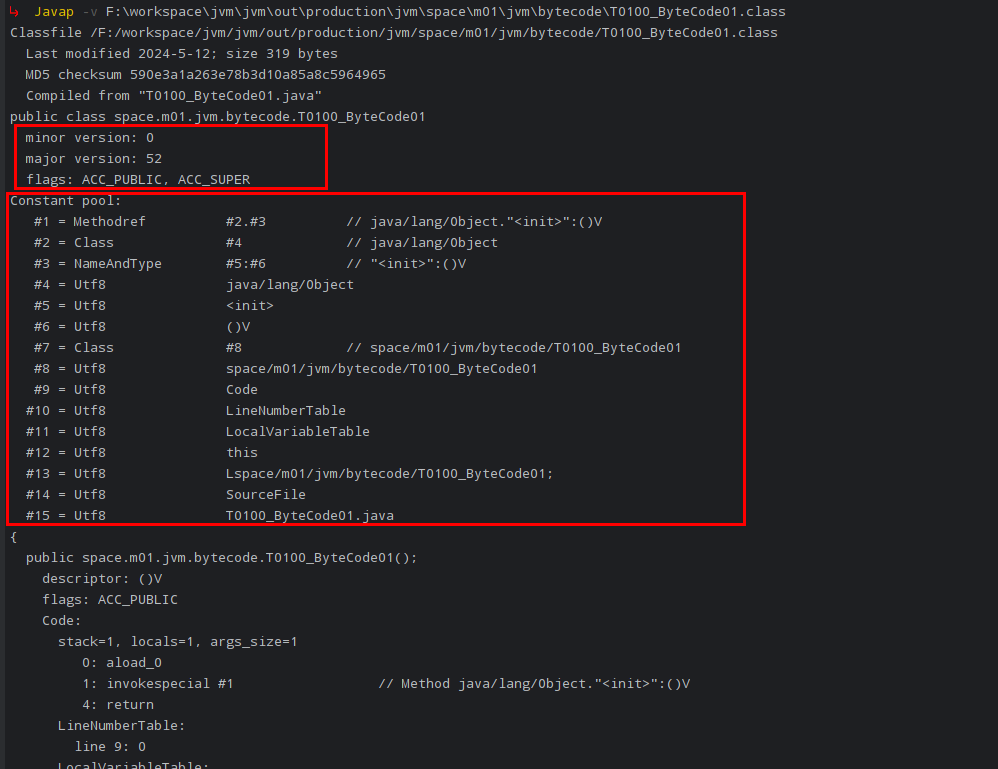 ↳ Javap -v F:\workspace\jvm\jvm\out\production\jvm\space\m01\jvm\bytecode\T0100_ByteCode01.class
Classfile /F:/workspace/jvm/jvm/out/production/jvm/space/m01/jvm/bytecode/T0100_ByteCode01.class
  Last modified 2024-5-12; size 319 bytes
  MD5 checksum 590e3a1a263e78b3d10a85a8c5964965
  Compiled from "T0100_ByteCode01.java"
public class space.m01.jvm.bytecode.T0100_ByteCode01
  minor version: 0
  major version: 52
  flags: ACC_PUBLIC, ACC_SUPER
Constant pool:
   #1 = Methodref          #2.#3          // java/lang/Object."<init>":()V
   #2 = Class              #4             // java/lang/Object
   #3 = NameAndType        #5:#6          // "<init>":()V
   #4 = Utf8               java/lang/Object
   #5 = Utf8               <init>
   #6 = Utf8               ()V
   #7 = Class              #8             // space/m01/jvm/bytecode/T0100_ByteCode01
   #8 = Utf8               space/m01/jvm/bytecode/T0100_ByteCode01
   #9 = Utf8               Code
  #10 = Utf8               LineNumberTable
  #11 = Utf8               LocalVariableTable
  #12 = Utf8               this
  #13 = Utf8               Lspace/m01/jvm/bytecode/T0100_ByteCode01;
  #14 = Utf8               SourceFile
  #15 = Utf8               T0100_ByteCode01.java
{
  public space.m01.jvm.bytecode.T0100_ByteCode01();
    descriptor: ()V
    flags: ACC_PUBLIC
    Code:
      stack=1, locals=1, args_size=1
         0: aload_0
         1: invokespecial #1                  // Method java/lang/Object."<init>":()V
         4: return
      LineNumberTable:
        line 9: 0
      LocalVariableTable: